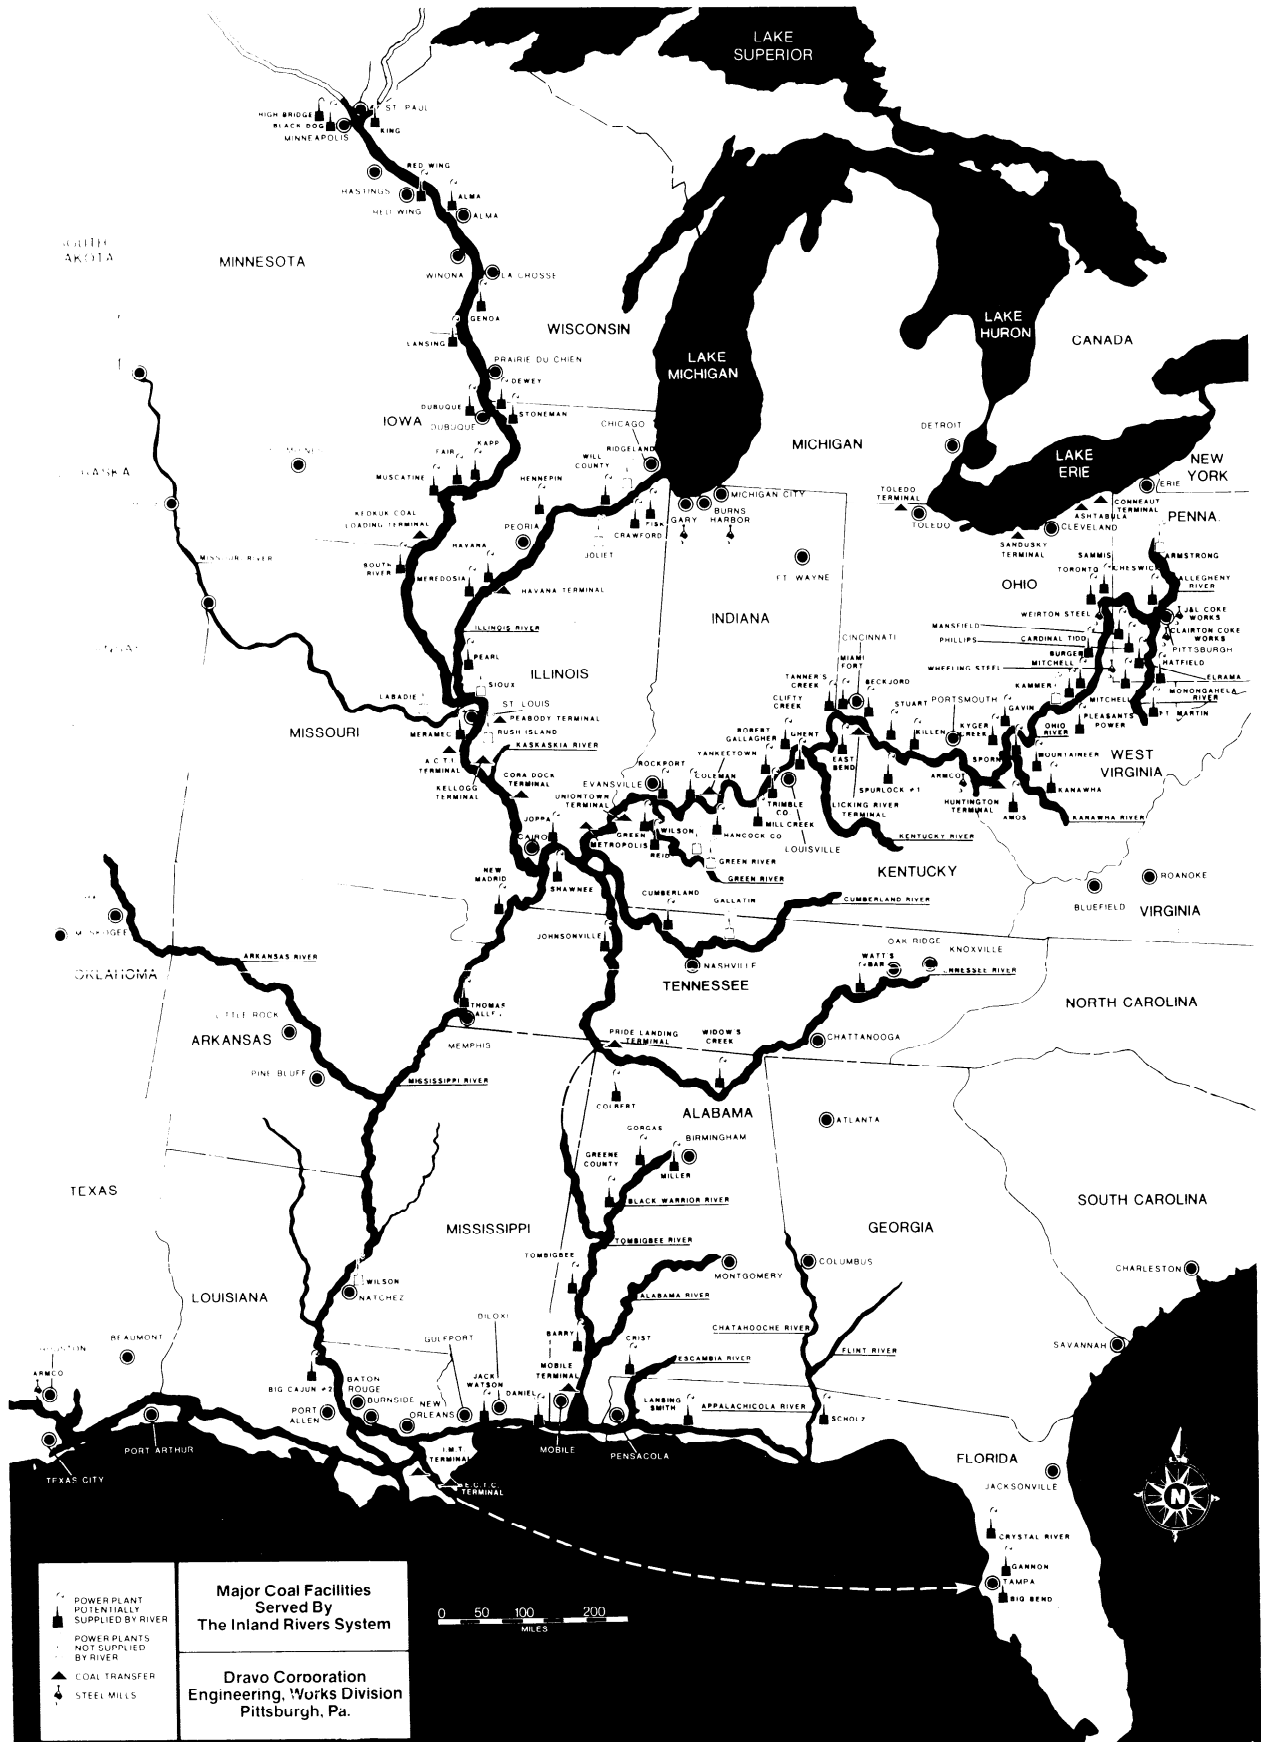 LAKE
SUPERIOR
HIGH BRIDGE
ST. PAUL
BLACK DOG
KING
MINNEAPOLIS
RED WING
HASTINGS
ALMA
RED WING
ALMA
MINNESOTA
WINONA
LA CROSSE
GENOA
WISCONSIN
LAKE
HURON
CANADA
LANSING
PRAIRIE DU CHIEN
LAKE
MICHIGAN
DEWEY
DUBUQUE
STONEMAN
IOWA
DUBUQUE
CHICAGO
DETROIT
MICHIGAN
KAPP
FAIR
RIDGELAND
WILL
COUNTY
LAKE
ERIE
NEW
YORK
MUSCATINE
HENNEPIN
MICHIGAN CITY
TOLEDO
TERMINAL
ERIE
CONNEAUT
TERMINAL
KEOKUK COAL
LOADING TERMINAL
PEORIA
FISK
GARY
BURNS
HARBOR
CRAWFORD
TOLEDO
ASHTABULA
CLEVELAND
PENNA.
HAVANA
JOLIET
SANDUSKY
TERMINAL
SAMMIS
ARMSTRONG
MISSOURI RIVER
SOUTH
RIVER
MEREDOSIA
HAVANA TERMINAL
FT. WAYNE
OHIO
TORONTO
CHESWICK
ALLEGHENY
RIVER
WEIRTON STEEL
J&L COKE
WORKS
INDIANA
MANSFIELD
CLAIRTON COKE
WORKS
ILLINOIS RIVER
CINCINNATI
PHILLIPS
CARDINAL TIDD
PITTSBURGH
PEARL
MIAMI
FORT
BURGER
HATFIELD
WHEELING STEEL
MITCHELL
ILLINOIS
TANNER'S
CREEK
BECKJORD
ELRAMA
SIOUX
KAMMER
MONONGAHELA
RIVER
LABADIE
ST LOUIS
CLIFTY
CREEK
STUART
PORTSMOUTH
MITCHELL
GAVIN
FT MARTIN
PEABODY TERMINAL
PLEASANTS
POWER
MISSOURI
MERAMEC
RUSH ISLAND
ROBERT
GALLAGHER
GHENT
KILLEN
KYGER
CREEK
OHIO
RIVER
KASKASKIA RIVER
YANKEETOWN
EAST
BEND
SPORN
MOUNTAINEER
WEST
VIRGINIA
A.C.T.I.
TERMINAL
CORA DOCK
TERMINAL
ROCKPORT
COLEMAN
EVANSVILLE
ARMCO
KELLOGG
TERMINAL
UNIONTOWN
TERMINAL
TRIMBLE
CO
SPURLOCK #1
HUNTINGTON
TERMINAL
KANAWHA
LICKING RIVER
TERMINAL
AMOS
KANAWHA RIVER
JOPPA
MILL CREEK
CAIRO
GREEN
WILSON
HANCOCK CO
KENTUCKY RIVER
METROPOLIS
REID
LOUISVILLE
GREEN RIVER
NEW
MADRID
KENTUCKY
ROANOKE
GREEN RIVER
SHAWNEE
CUMBERLAND
GALLATIN
CUMBERLAND RIVER
BLUEFIELD
VIRGINIA
MUSKOGEE
JOHNSONVILLE
OAK RIDGE
KNOXVILLE
ARKANSAS RIVER
WATT'S
BAR
OKLAHOMA
NASHVILLE
TENNESSEE
NORTH CAROLINA
THOMAS
LITTLE ROCK
ARKANSAS
PRIDE LANDING
TERMINAL
WIDOW'S
CREEK
MEMPHIS
CHATTANOOGA
PINE BLUFF
MISSISSIPPI RIVER
COLBERT
ALABAMA
ATLANTA
GORGAS
BIRMINGHAM
GREENE
COUNTY
MILLER
TEXAS
BLACK WARRIOR RIVER
SOUTH CAROLINA
MISSISSIPPI
GEORGIA
TOMBIGBEE RIVER
TOMBIGBEE
COLUMBUS
CHARLESTON
WILSON
MONTGOMERY
LOUISIANA
NATCHEZ
ALABAMA RIVER
BILOXI
BEAUMONT
GULFPORT
BARRY
CRIST
CHATAHOOCHE RIVER
SAVANNAH
FLINT RIVER
ESCAMBIA RIVER
ARMCO
BATON
ROUGE
JACK
WATSON
MOBILE
TERMINAL
BIG CAJUN #2
DANIEL
BURNSIDE
NEW
ORLEANS
LANSING
SMITH
APPALACHICOLA RIVER
PORT
ALLEN
SCHOLZ
PORT ARTHUR
MOBILE
PENSACOLA
I.M.T.
TERMINAL
FLORIDA
TEXAS CITY
E.C.T.C.
TERMINAL
JACKSONVILLE
N
CRYSTAL RIVER
GANNON
TAMPA
BIG BEND
POWER PLANT
POTENTIALLY
SUPPLIED BY RIVER
POWER PLANTS
NOT SUPPLIED
BY RIVER
COAL TRANSFER
STEEL MILLS
Major Coal Facilities
Served By
The Inland Rivers System
Dravo Corporation
Engineering, Works Division
Pittsburgh, Pa.
0 50 100 200
MILES